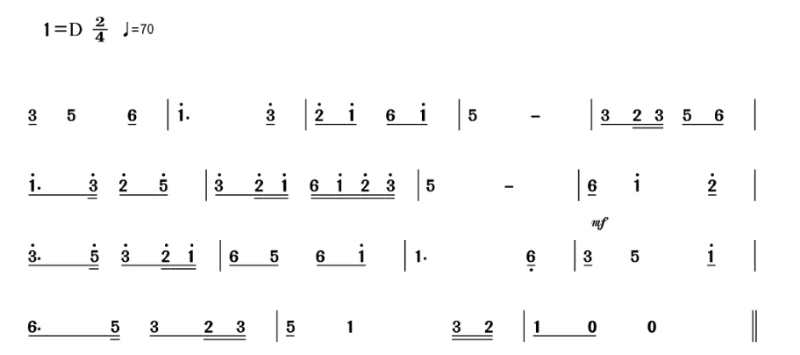 1=D 2/4 ♩=70
3 5 6 | 1̇. 3̇ | 2̇ 1̇ 6 1̇ | 5 – | 3 2 3 5 6 |
1̇. 3̇ 2̇ 5̇ | 3̇ 2̇ 1̇ 6 1̇ 2̇ 3̇ | 5 – | 6 1̇ 2̇ |
mf
3̇. 5̇ 3̇ 2̇ 1̇ | 6 5 6 1̇ | 1. 6̣ | 3 5 1̇ |
6. 5 3 2 3 | 5 1 3 2 | 1 0 0 ||